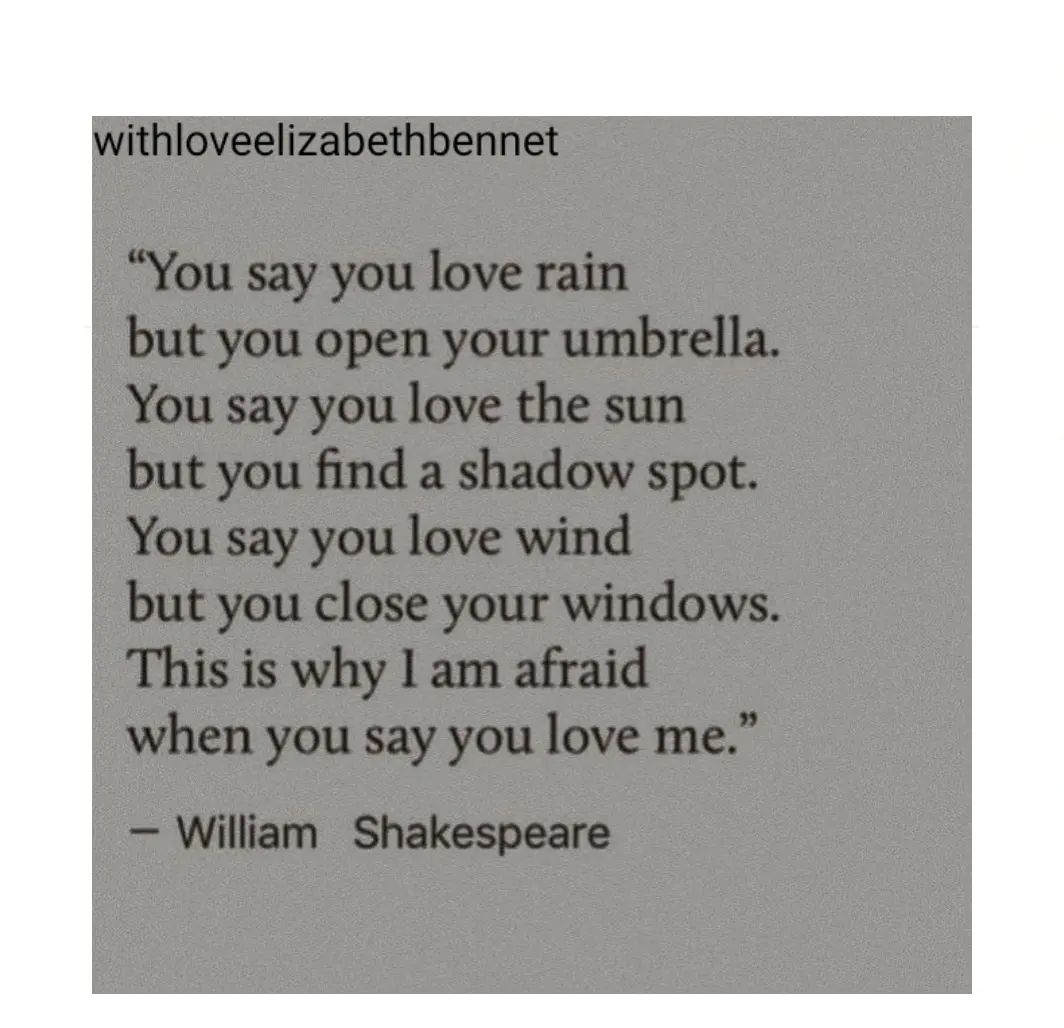 withloveelizabethbennet
“You say you love rain
but you open your umbrella.
You say you love the sun
but you find a shadow spot.
You say you love wind
but you close your windows.
This is why I am afraid
when you say you love me.”
— William Shakespeare